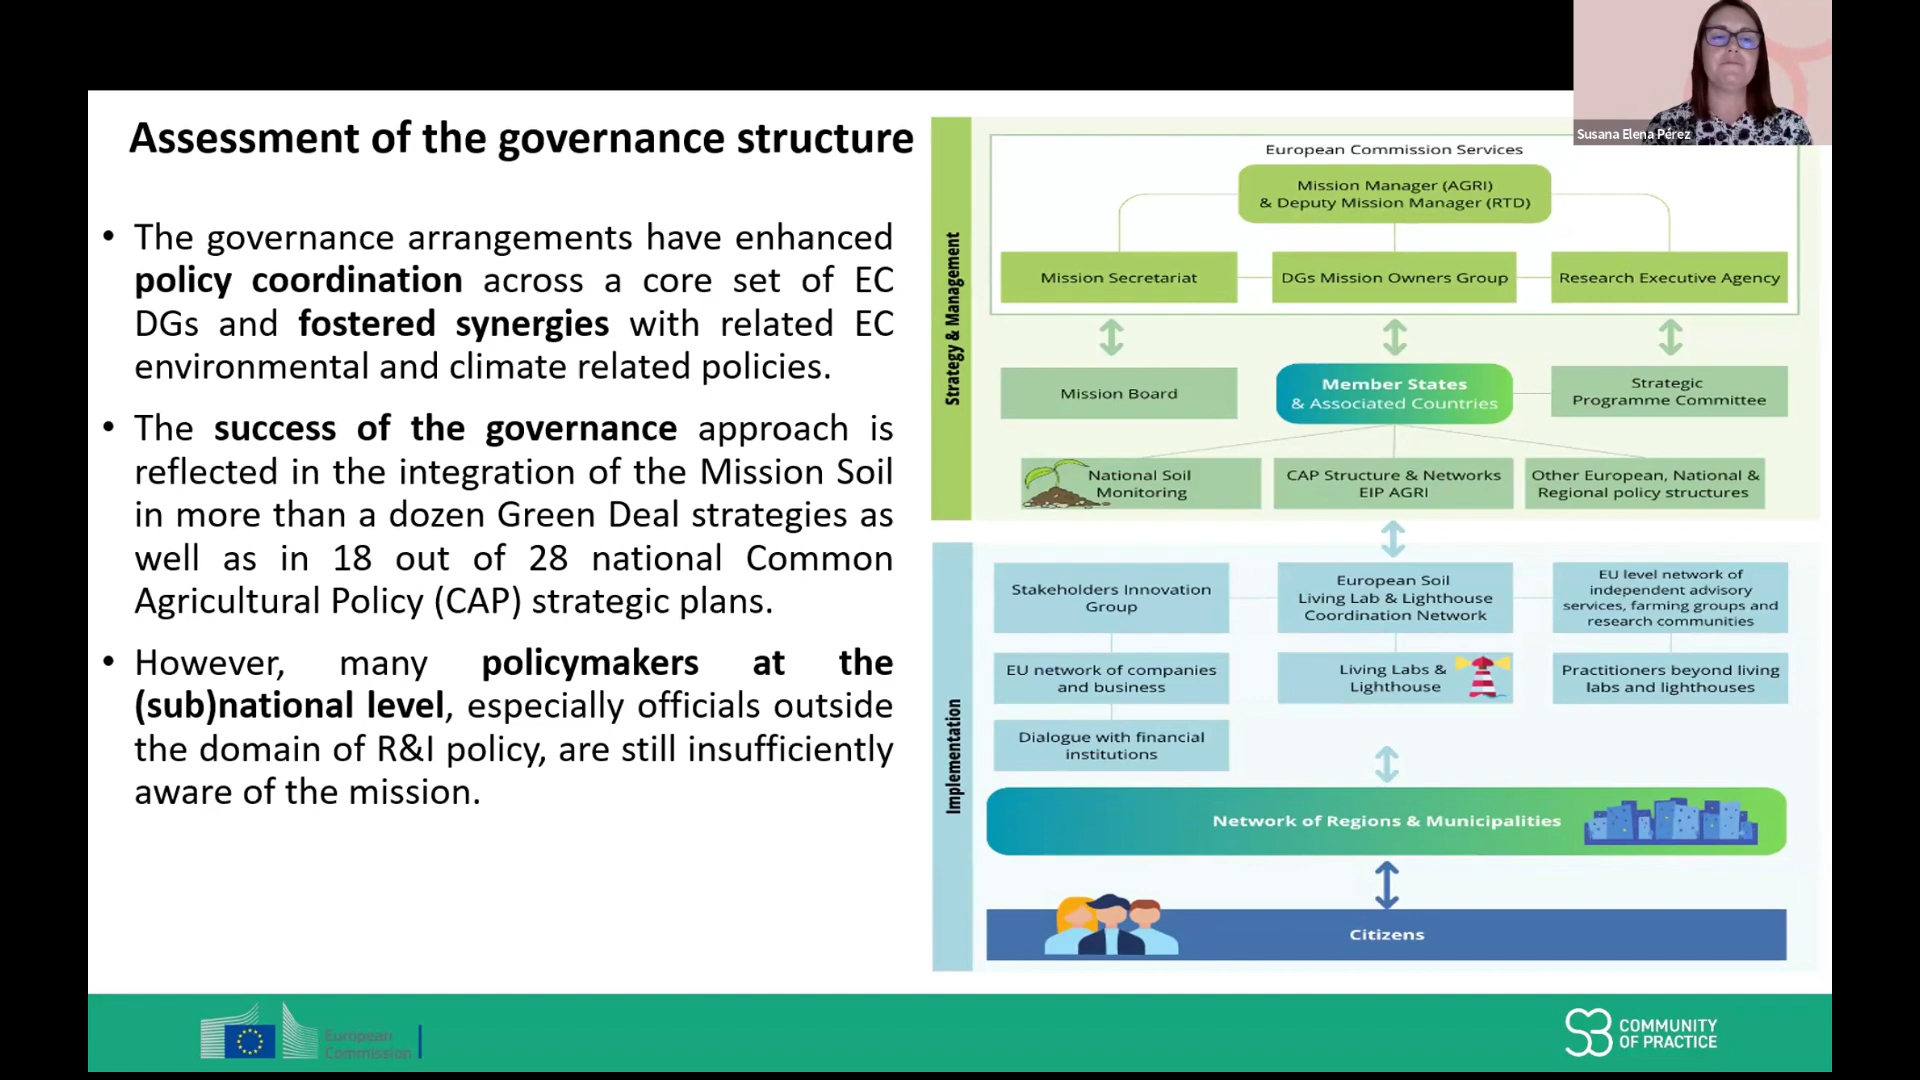 Susana Elena Pérez
Assessment of the governance structure
• The governance arrangements have enhanced
policy coordination across a core set of EC
DGs and fostered synergies with related EC
environmental and climate related policies.
• The success of the governance approach is
reflected in the integration of the Mission Soil
in more than a dozen Green Deal strategies as
well as in 18 out of 28 national Common
Agricultural Policy (CAP) strategic plans.
• However, many policymakers at the
(sub)national level, especially officials outside
the domain of R&I policy, are still insufficiently
aware of the mission.
Strategy & Management
European Commission Services
Mission Manager (AGRI)
& Deputy Mission Manager (RTD)
Mission Secretariat
DGs Mission Owners Group
Research Executive Agency
Mission Board
Member States
& Associated Countries
Strategic
Programme Committee
National Soil
Monitoring
CAP Structure & Networks
EIP AGRI
Other European, National &
Regional policy structures
Implementation
Stakeholders Innovation
Group
European Soil
Living Lab & Lighthouse
Coordination Network
EU level network of
independent advisory
services, farming groups and
research communities
EU network of companies
and business
Living Labs &
Lighthouse
Practitioners beyond living
labs and lighthouses
Dialogue with financial
institutions
Network of Regions & Municipalities
Citizens
European
Commission
S3 COMMUNITY
OF PRACTICE